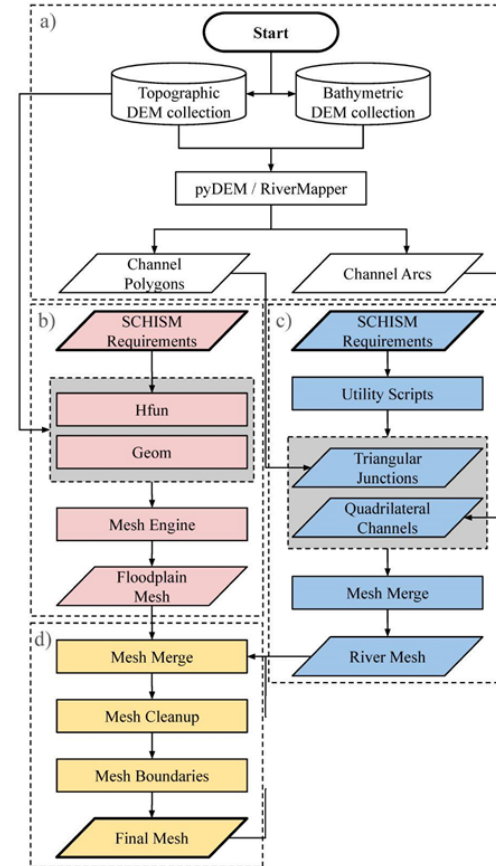 a)
Start
Topographic
DEM collection
Bathymetric
DEM collection
pyDEM / RiverMapper
Channel
Polygons
Channel Arcs
b)
SCHISM
Requirements
Hfun
Geom
Mesh Engine
Floodplain
Mesh
c)
SCHISM
Requirements
Utility Scripts
Triangular
Junctions
Quadrilateral
Channels
Mesh Merge
River Mesh
d)
Mesh Merge
Mesh Cleanup
Mesh Boundaries
Final Mesh